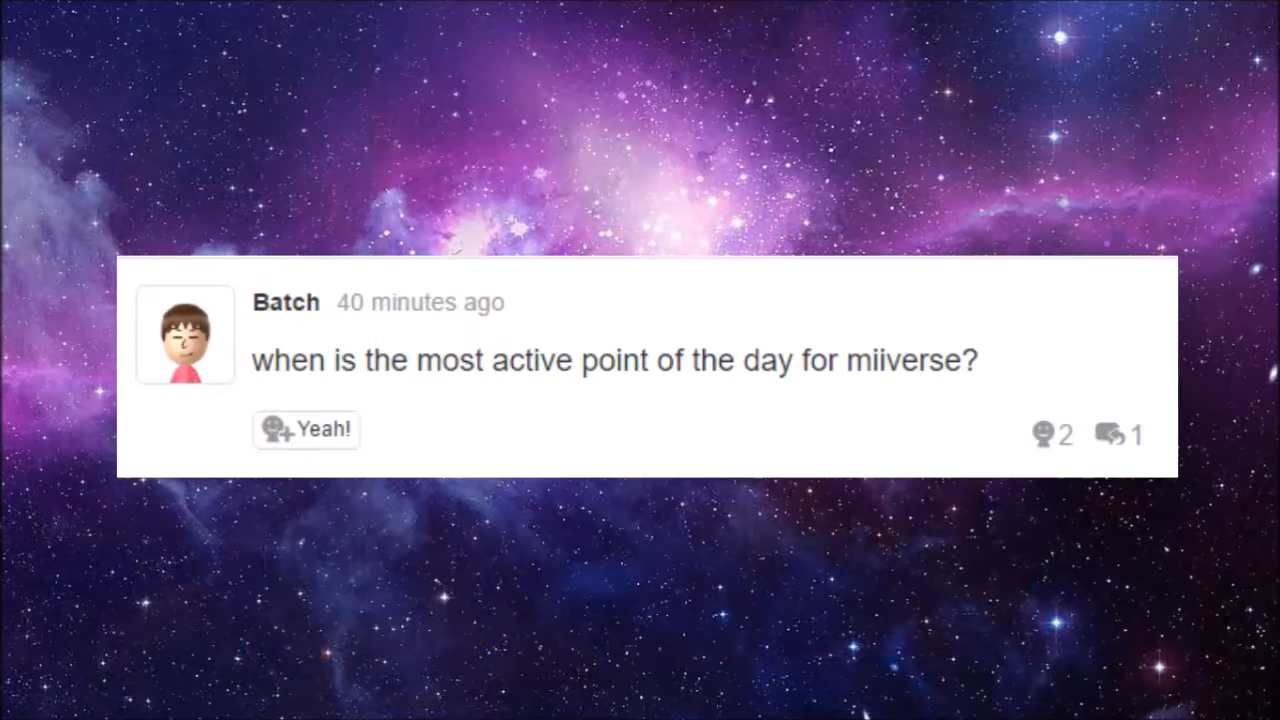 Batch 40 minutes ago
when is the most active point of the day for miiverse?
Yeah! 2 1